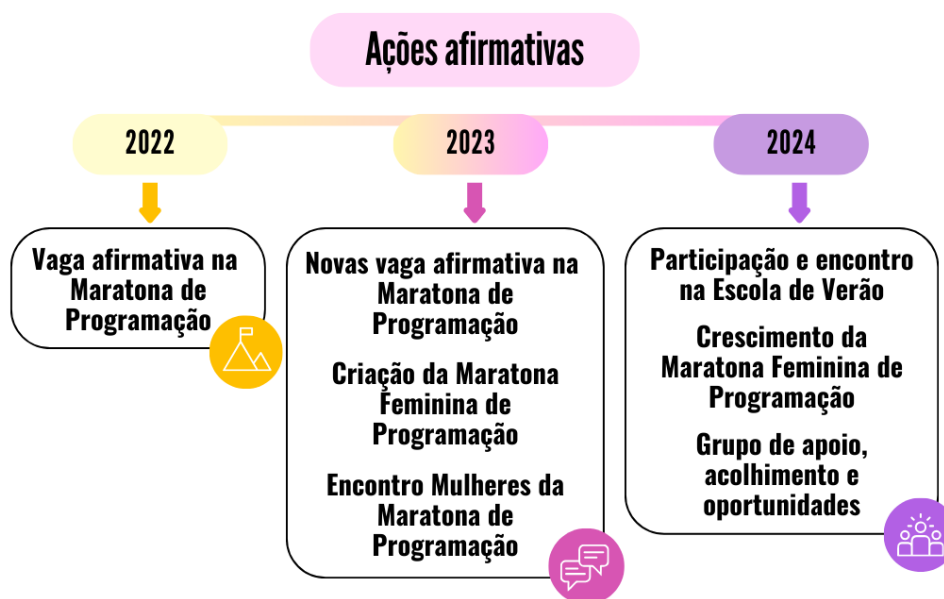 Ações afirmativas
2022
Vaga afirmativa na
Maratona de
Programação
2023
Novas vaga afirmativa na
Maratona de
Programação
Criação da Maratona
Feminina de
Programação
Encontro Mulheres da
Maratona de
Programação
2024
Participação e encontro
na Escola de Verão
Crescimento da
Maratona Feminina de
Programação
Grupo de apoio,
acolhimento e
oportunidades